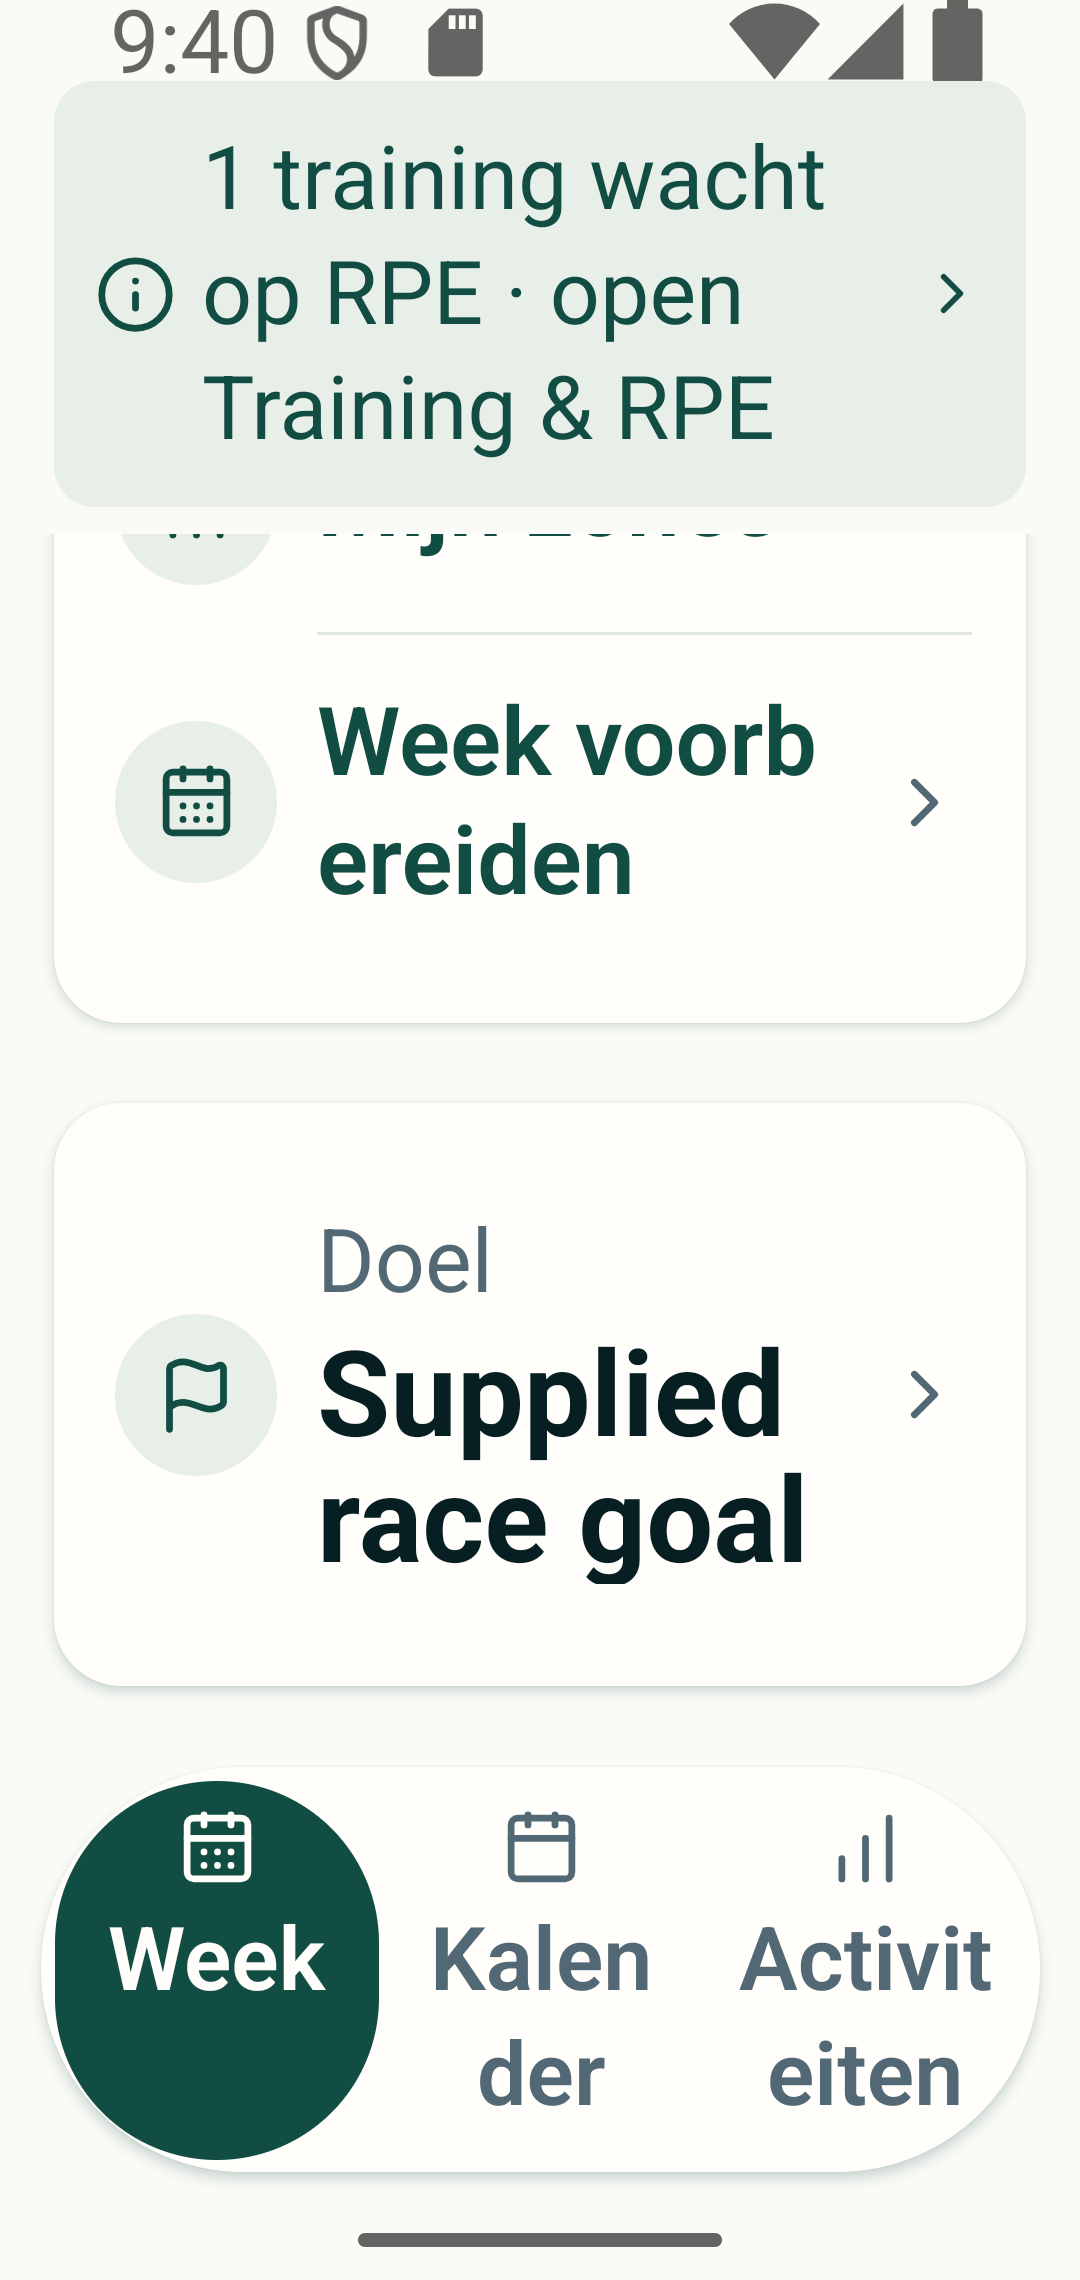 9:40
1 training wacht
op RPE · open
Training & RPE
Week voorb
ereiden
Doel
Supplied
race goal
Week
Kalen
der
Activit
eiten